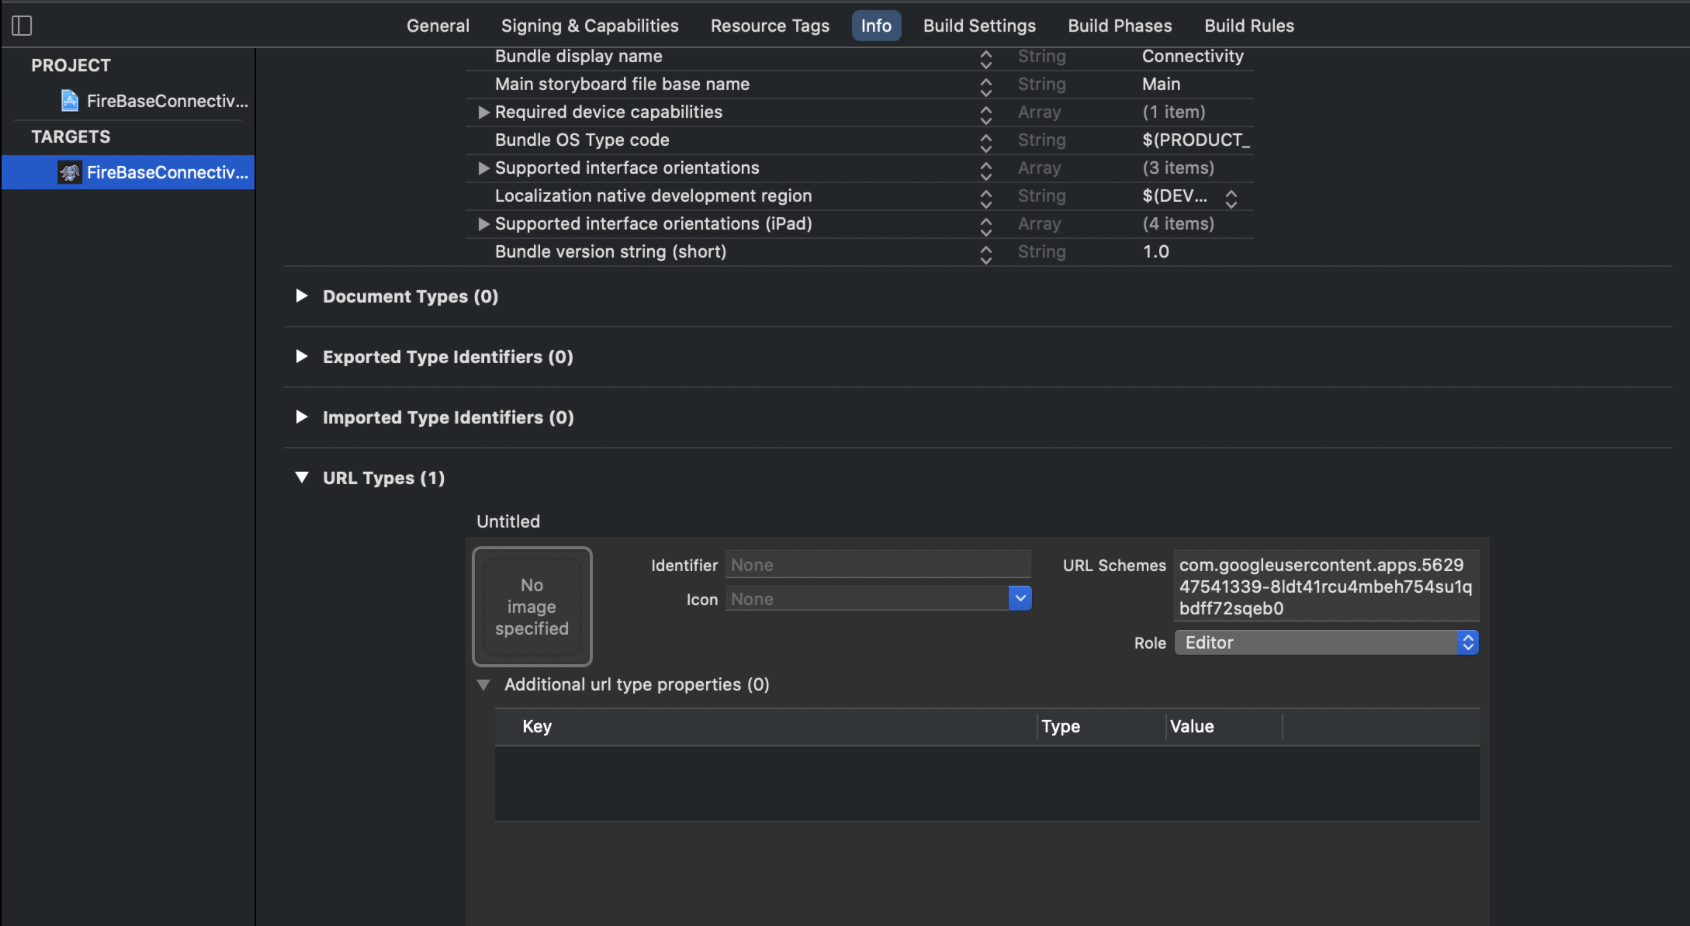 General Signing & Capabilities Resource Tags Info Build Settings Build Phases Build Rules
PROJECT
FireBaseConnectiv...
TARGETS
FireBaseConnectiv...
Bundle display name String Connectivity
Main storyboard file base name String Main
Required device capabilities Array (1 item)
Bundle OS Type code String $(PRODUCT_
Supported interface orientations Array (3 items)
Localization native development region String $(DEV...
Supported interface orientations (iPad) Array (4 items)
Bundle version string (short) String 1.0
Document Types (0)
Exported Type Identifiers (0)
Imported Type Identifiers (0)
URL Types (1)
Untitled
No
image
specified
Identifier None
Icon None
URL Schemes com.googleusercontent.apps.5629
47541339-8ldt41rcu4mbeh754su1q
bdff72sqeb0
Role Editor
Additional url type properties (0)
Key Type Value